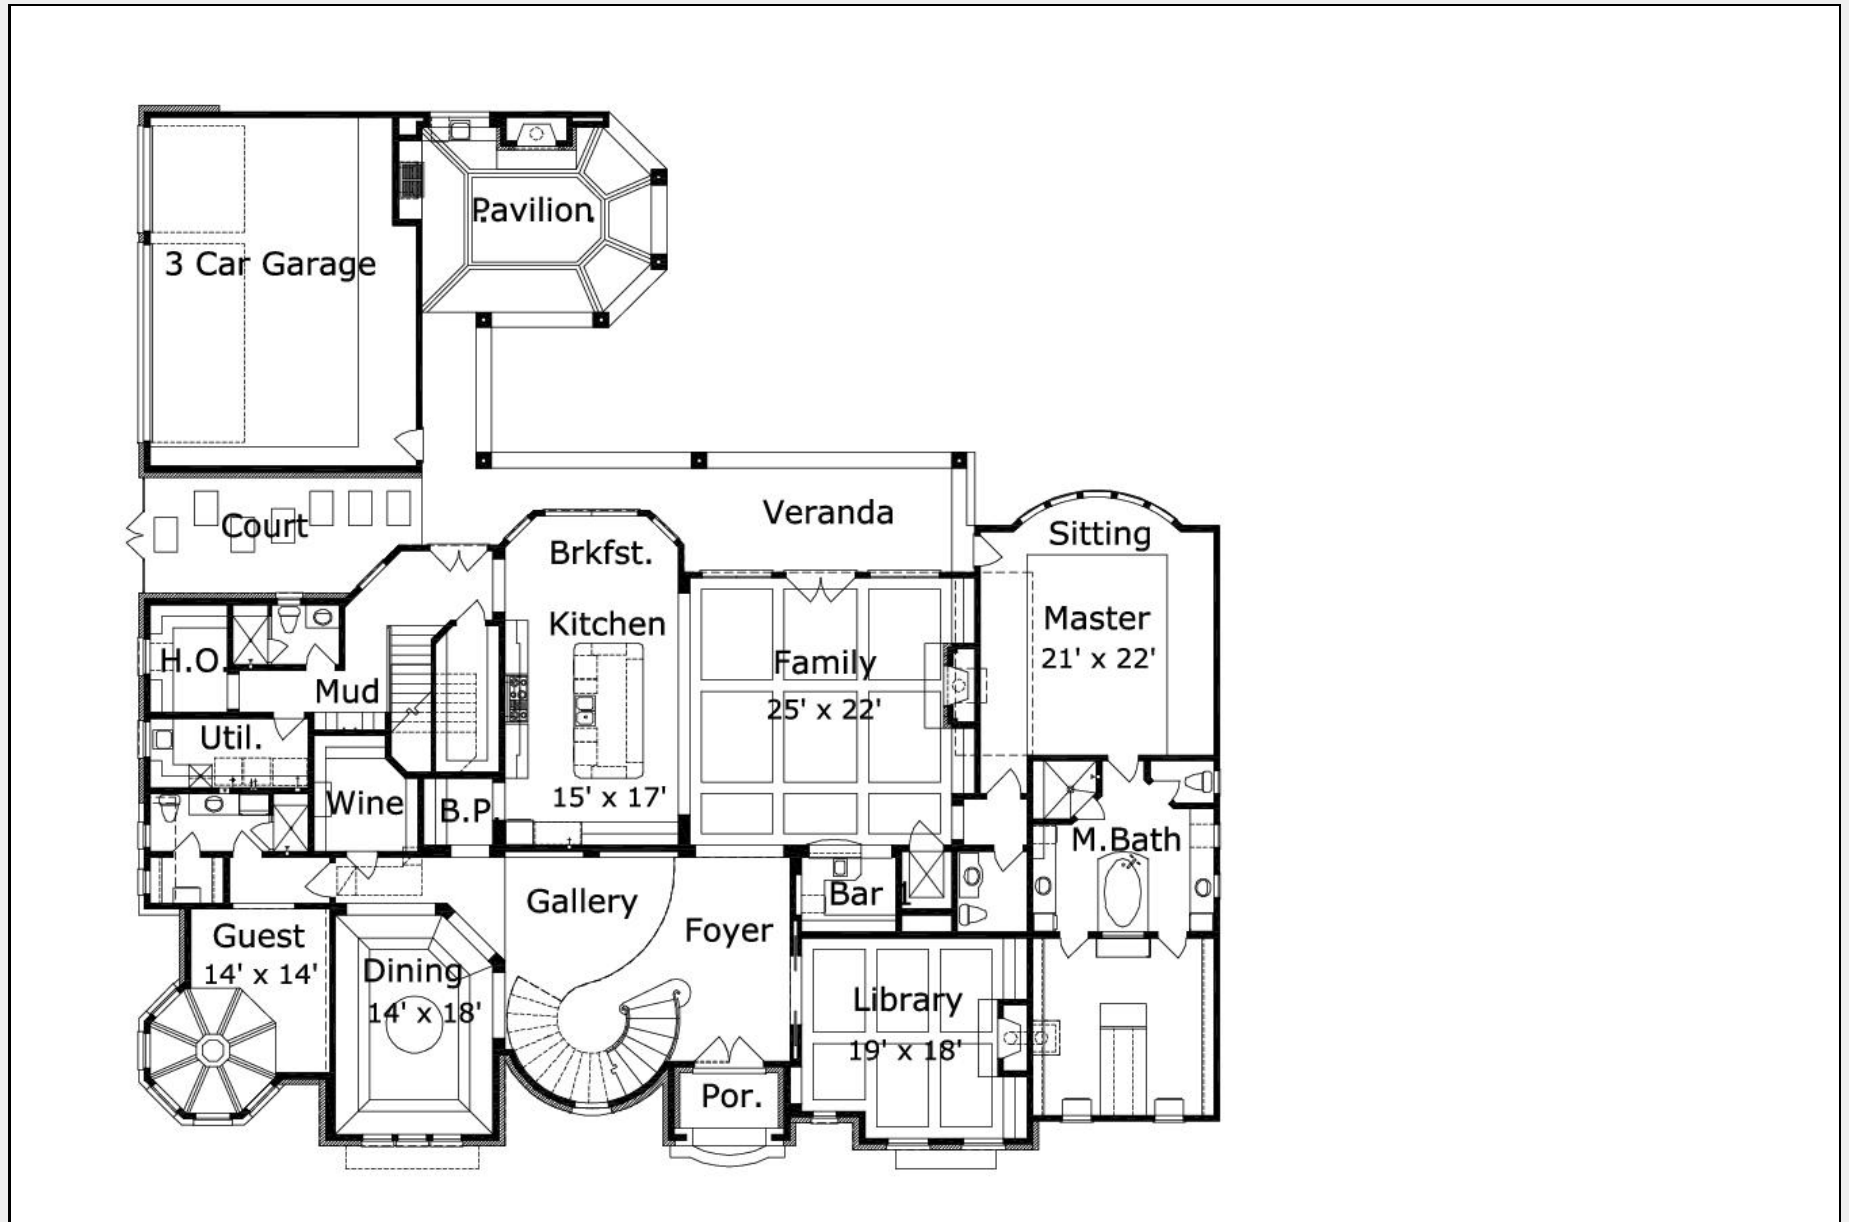 Pavilion
3 Car Garage
Court
Veranda
Sitting
Brkfst.
Kitchen
Master
21' x 22'
H.O.
Family
25' x 22'
Mud
Util.
15' x 17'
Wine
B.P.
M.Bath
Gallery
Bar
Foyer
Guest
14' x 14'
Dining
14' x 18'
Library
19' x 18'
Por.